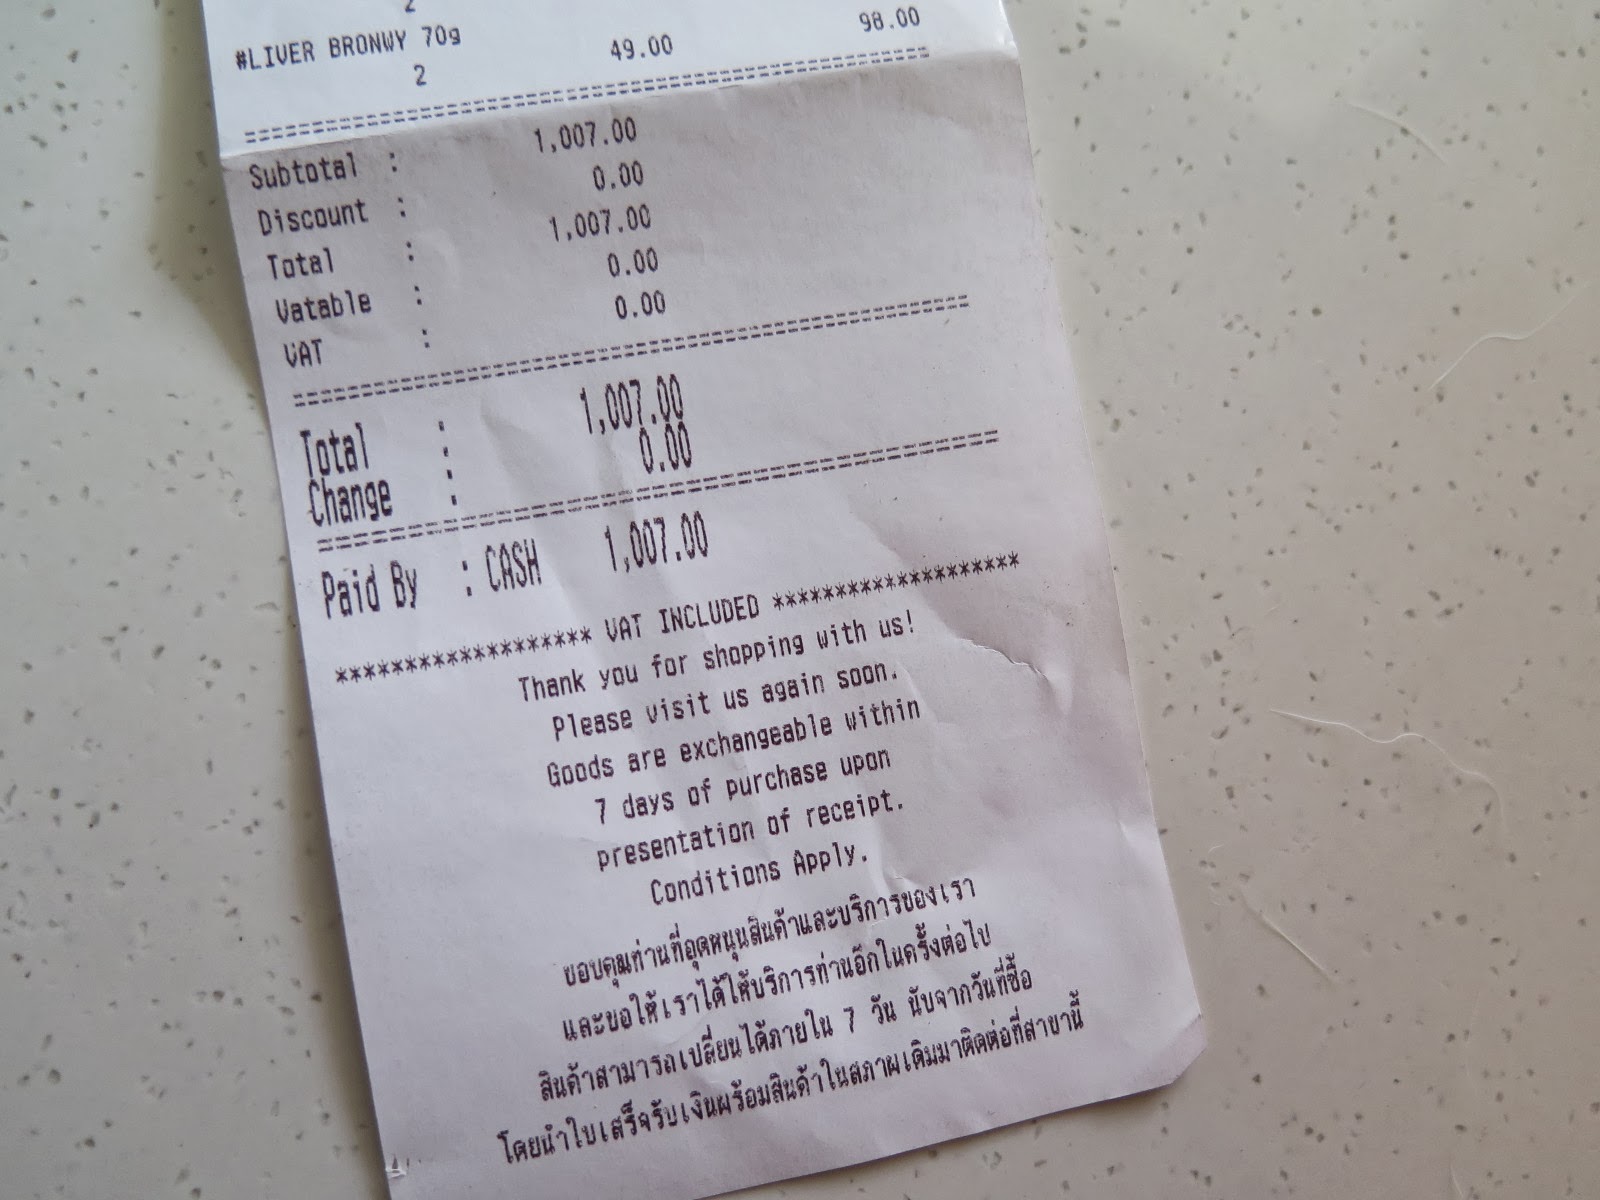 2
#LIVER BRONWY 70g 49.00 98.00
2
Subtotal : 1,007.00
Discount : 0.00
Total : 1,007.00
Vatable : 0.00
VAT : 0.00
Total : 1,007.00
Change : 0.00
Paid By : CASH 1,007.00
******************* VAT INCLUDED *******************
Thank you for shopping with us!
Please visit us again soon.
Goods are exchangeable within
7 days of purchase upon
presentation of receipt.
Conditions Apply.
ขอบคุณท่านที่อุดหนุนสินค้าและบริการของเรา
และขอให้เราได้ให้บริการท่านอีกในครั้งต่อไป
สินค้าสามารถเปลี่ยนได้ภายใน 7 วัน นับจากวันที่ซื้อ
โดยนำใบเสร็จรับเงินพร้อมสินค้าในสภาพเดิมมาติดต่อที่สาขานี้